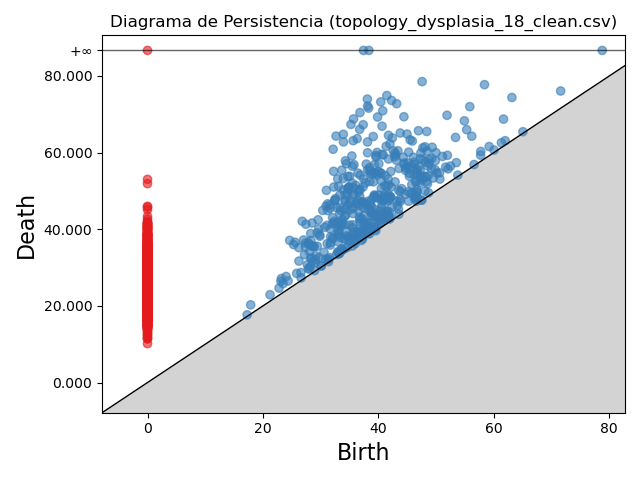 Diagrama de Persistencia (topology_dysplasia_18_clean.csv)
+∞
80.000
60.000
40.000
20.000
0.000
Death
0 20 40 60 80
Birth